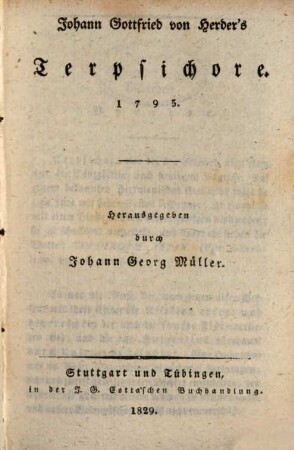 Johann Gottfried von Herder's
Terpsichore.
1795.
Herausgegeben
durch
Johann Georg Müller.
Stuttgart und Tübingen,
in der J. G. Cotta'schen Buchhandlung.
1829.